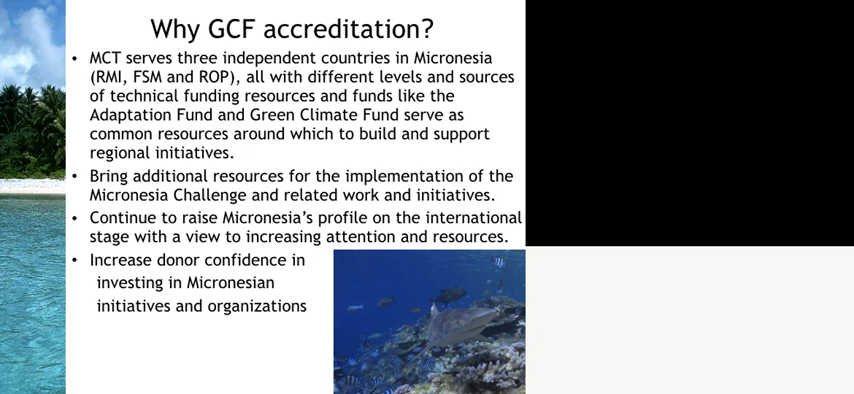 Why GCF accreditation?
• MCT serves three independent countries in Micronesia
(RMI, FSM and ROP), all with different levels and sources
of technical funding resources and funds like the
Adaptation Fund and Green Climate Fund serve as
common resources around which to build and support
regional initiatives.
• Bring additional resources for the implementation of the
Micronesia Challenge and related work and initiatives.
• Continue to raise Micronesia’s profile on the international
stage with a view to increasing attention and resources.
• Increase donor confidence in
investing in Micronesian
initiatives and organizations